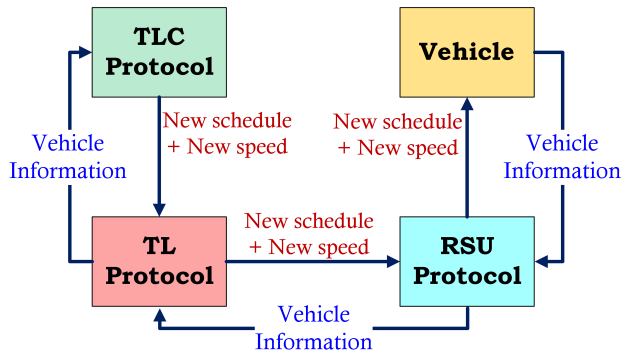 TLC
Protocol
Vehicle
New schedule
+ New speed
New schedule
+ New speed
Vehicle
Information
Vehicle
Information
TL
Protocol
New schedule
+ New speed
RSU
Protocol
Vehicle
Information